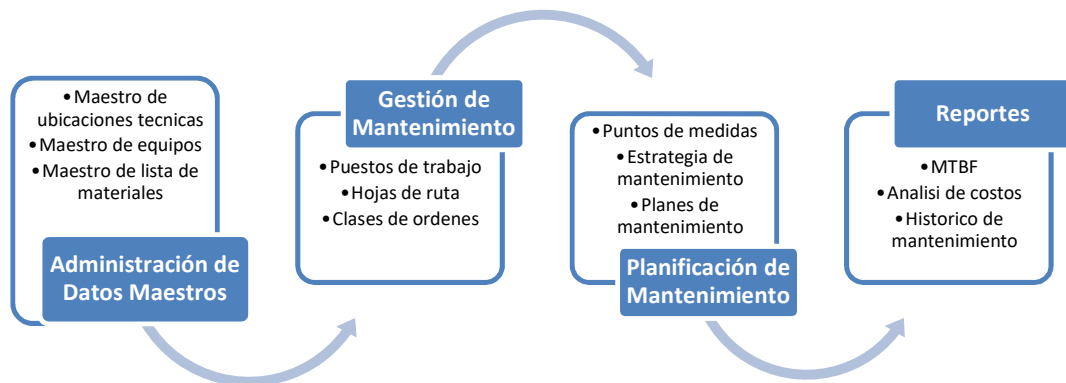 • Maestro de
ubicaciones tecnicas
• Maestro de equipos
• Maestro de lista de
materiales
Administración de
Datos Maestros
Gestión de
Mantenimiento
• Puestos de trabajo
• Hojas de ruta
• Clases de ordenes
• Puntos de medidas
• Estrategia de
mantenimiento
• Planes de
mantenimiento
Planificación de
Mantenimiento
Reportes
• MTBF
• Analisi de costos
• Historico de
mantenimiento